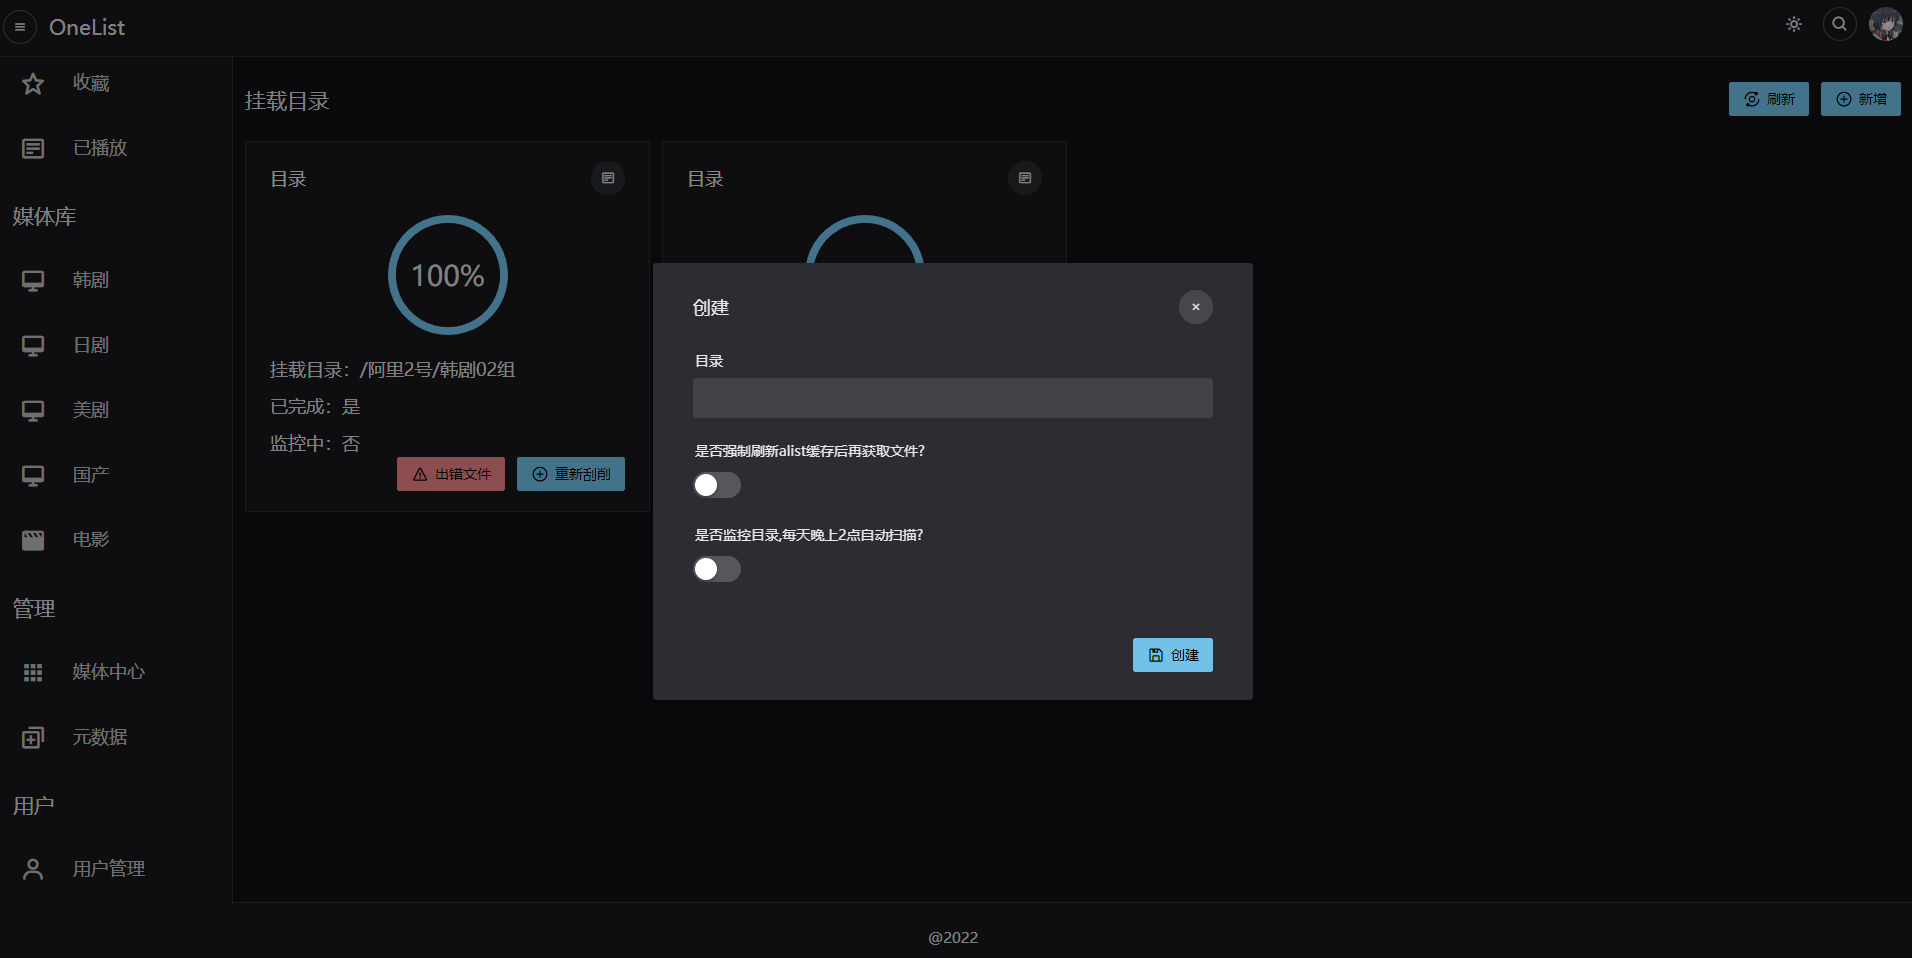 OneList
收藏
已播放
媒体库
韩剧
日剧
美剧
国产
电影
管理
媒体中心
元数据
用户
用户管理
挂载目录
刷新
新增
目录
100%
挂载目录：/阿里2号/韩剧02组
已完成：是
监控中：否
出错文件
重新刮削
目录
创建
目录
是否强制刷新alist缓存后再获取文件?
是否监控目录,每天晚上2点自动扫描?
创建
@2022